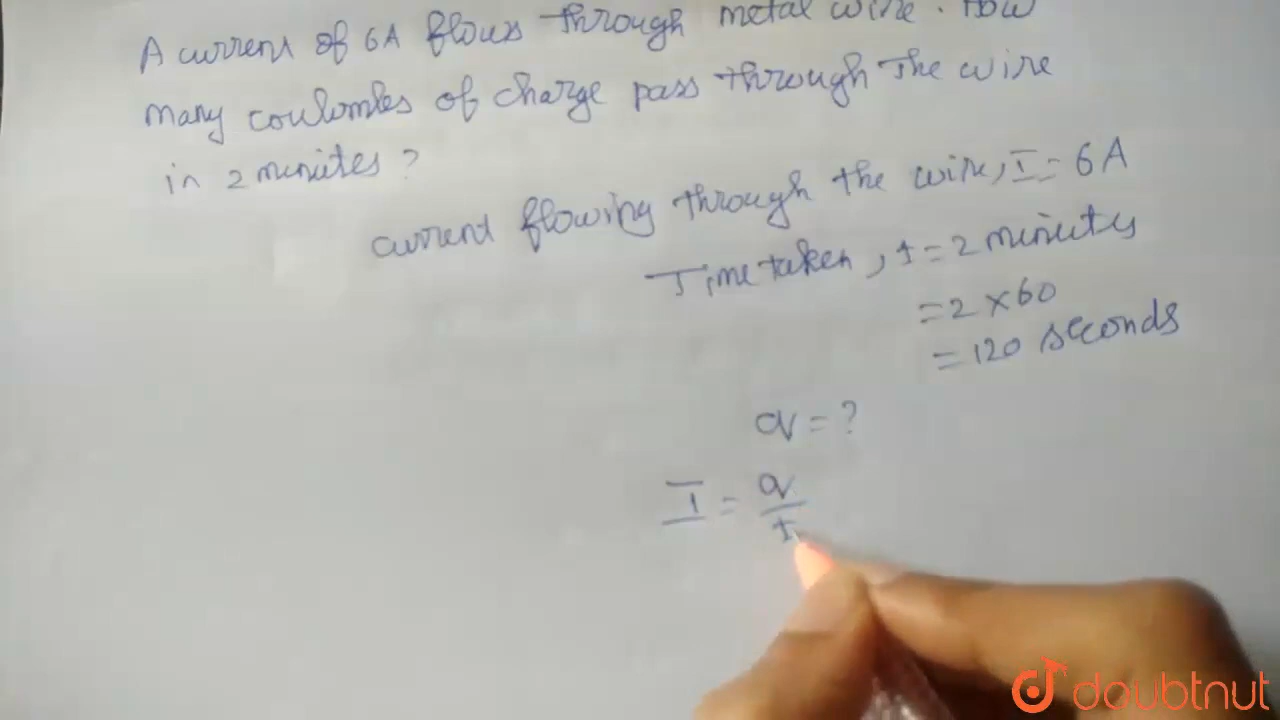 A current of 6A flows through metal wire. How
many coulombs of charge pass through The wire
in 2 minutes ?
current flowing through the wire, I = 6A
Time taken, t = 2 minutes
= 2 × 60
= 120 seconds
q = ?
I = q/t
doubtnut